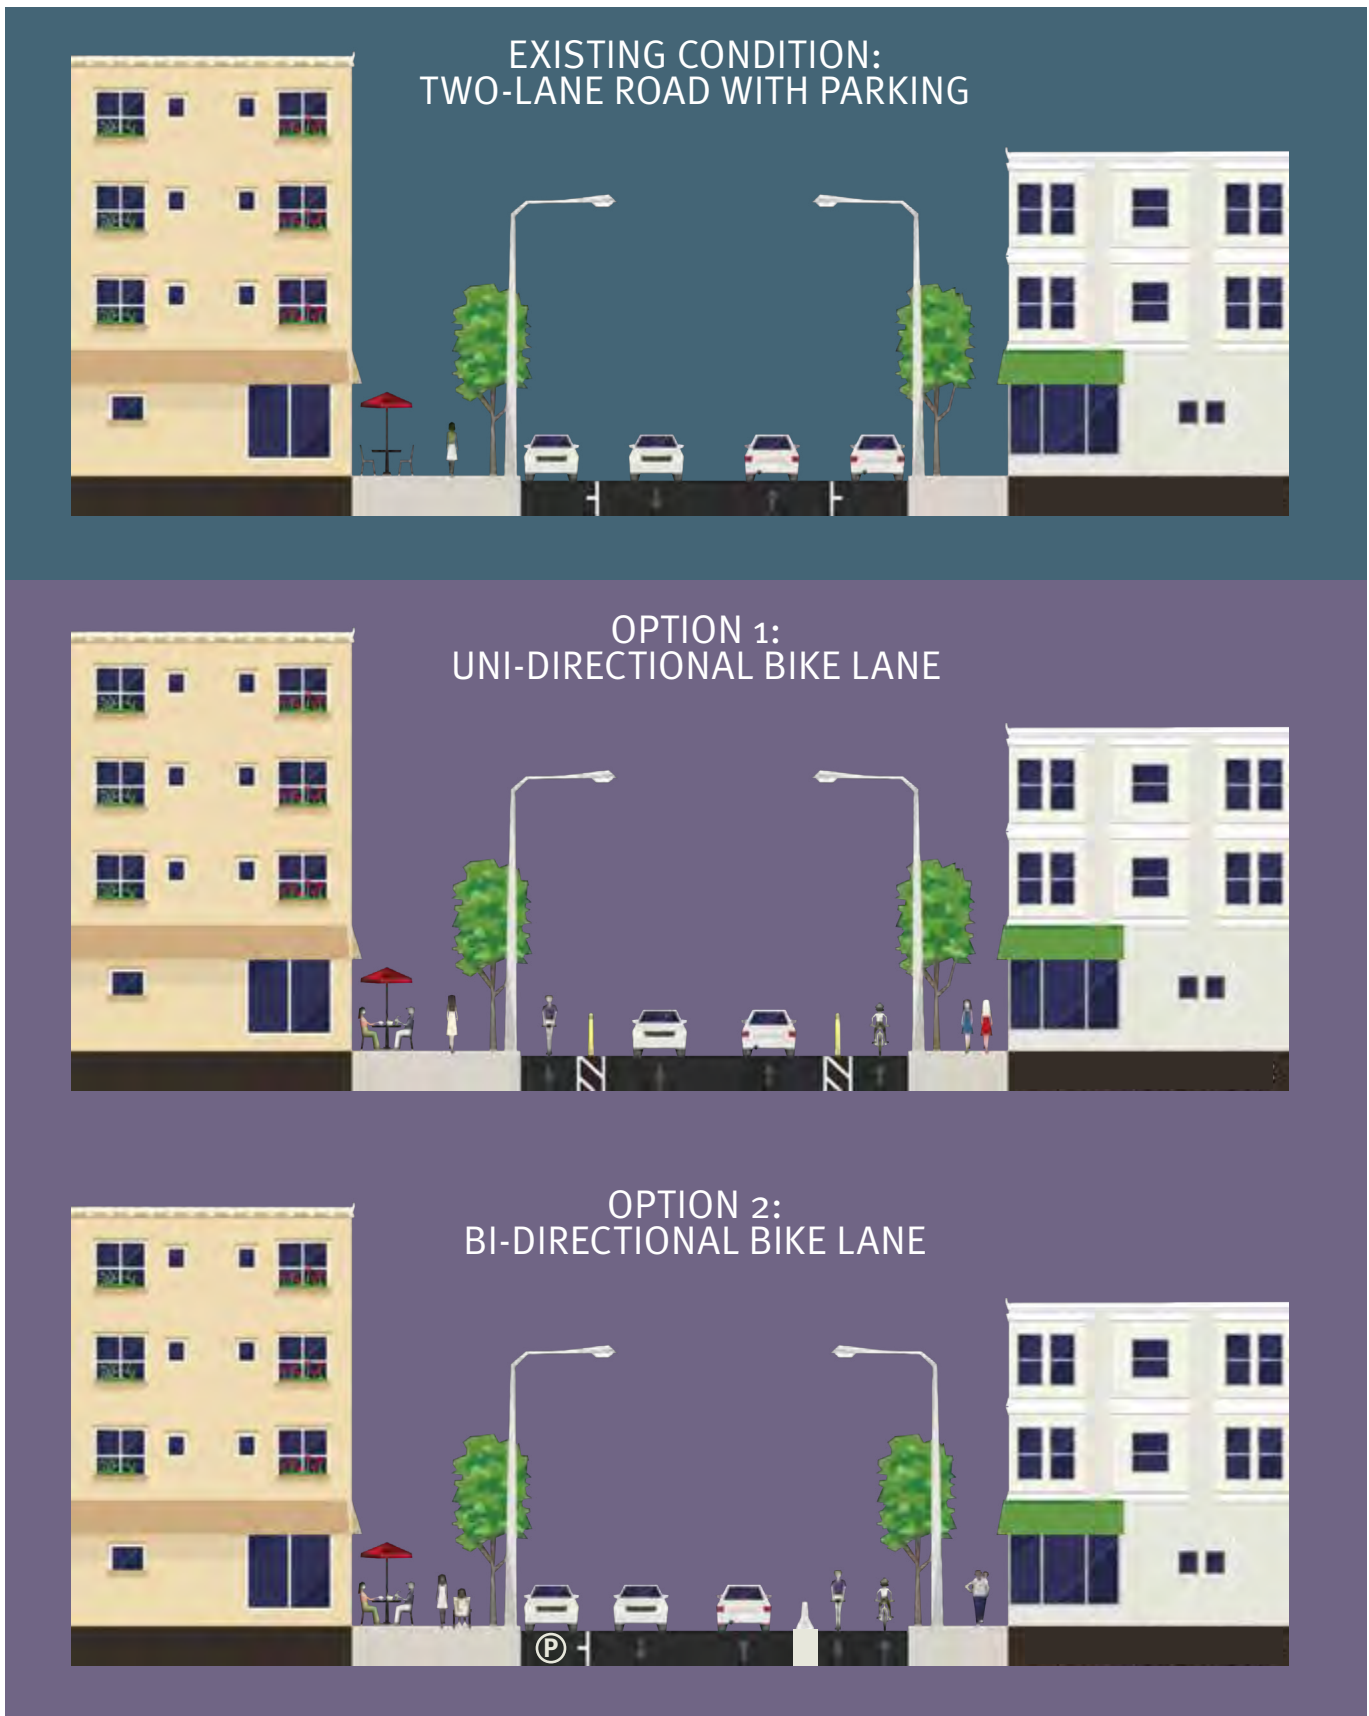 EXISTING CONDITION:
TWO-LANE ROAD WITH PARKING
OPTION 1:
UNI-DIRECTIONAL BIKE LANE
OPTION 2:
BI-DIRECTIONAL BIKE LANE
P